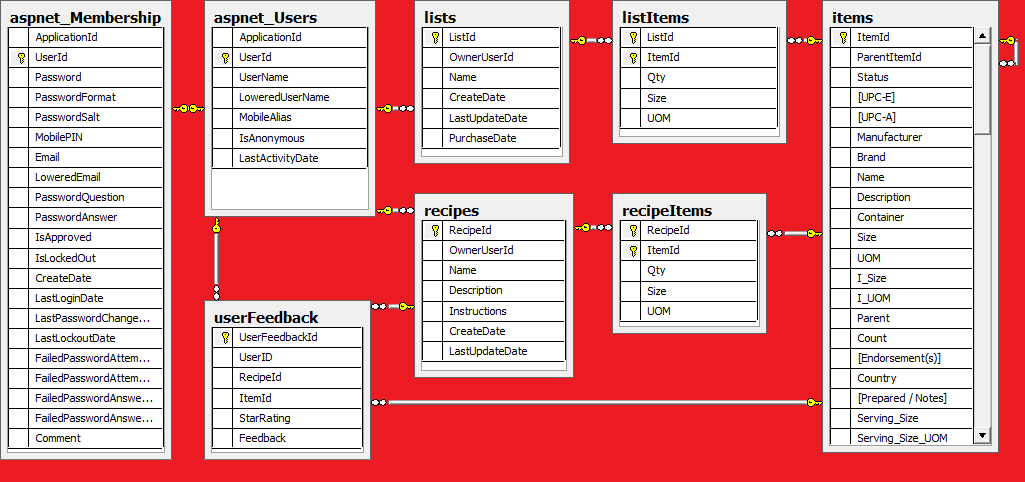 aspnet_Membership
ApplicationId
UserId
Password
PasswordFormat
PasswordSalt
MobilePIN
Email
LoweredEmail
PasswordQuestion
PasswordAnswer
IsApproved
IsLockedOut
CreateDate
LastLoginDate
LastPasswordChange...
LastLockoutDate
FailedPasswordAttem...
FailedPasswordAttem...
FailedPasswordAnswe...
FailedPasswordAnswe...
Comment
aspnet_Users
ApplicationId
UserId
UserName
LoweredUserName
MobileAlias
IsAnonymous
LastActivityDate
userFeedback
UserFeedbackId
UserID
RecipeId
ItemId
StarRating
Feedback
lists
ListId
OwnerUserId
Name
CreateDate
LastUpdateDate
PurchaseDate
recipes
RecipeId
OwnerUserId
Name
Description
Instructions
CreateDate
LastUpdateDate
listItems
ListId
ItemId
Qty
Size
UOM
recipeItems
RecipeId
ItemId
Qty
Size
UOM
items
ItemId
ParentItemId
Status
[UPC-E]
[UPC-A]
Manufacturer
Brand
Name
Description
Container
Size
UOM
I_Size
I_UOM
Parent
Count
[Endorsement(s)]
Country
[Prepared / Notes]
Serving_Size
Serving_Size_UOM